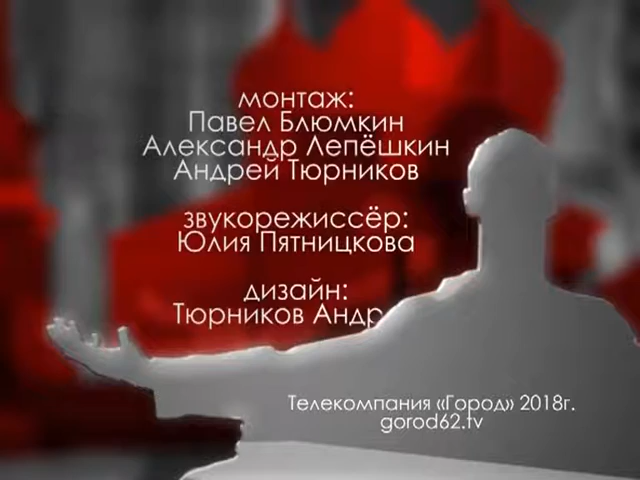 монтаж:
Павел Блюмкин
Александр Лепёшкин
Андрей Тюрников
звукорежиссёр:
Юлия Пятницкова
дизайн:
Тюрников
Телекомпания «Город» 2018г.
gorod62.tv